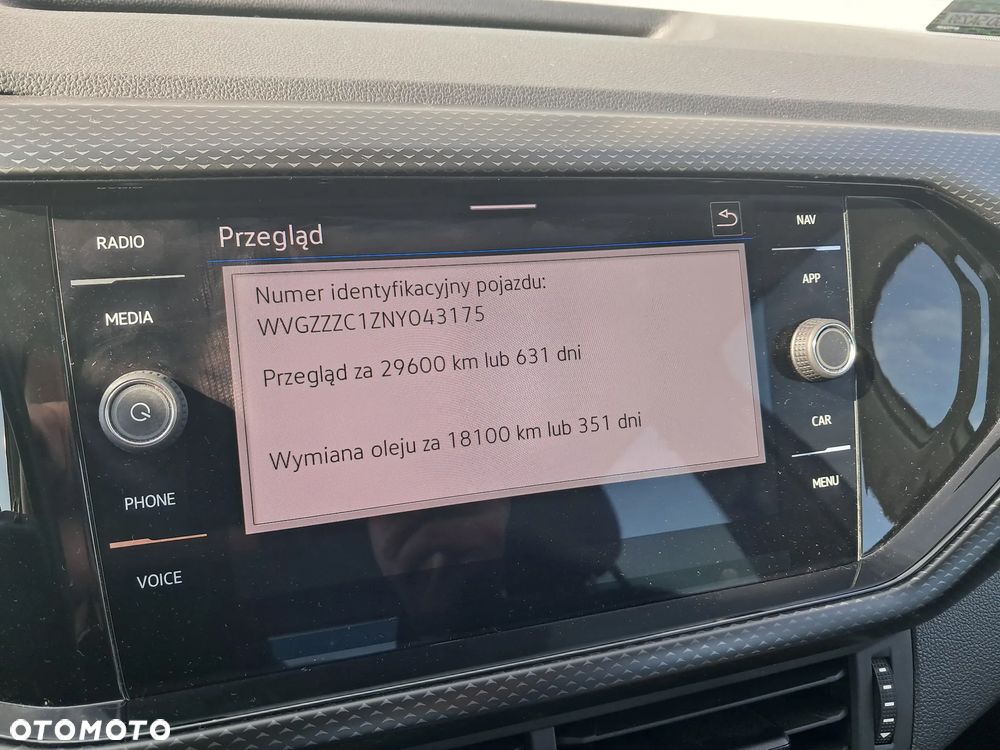 RADIO
MEDIA
PHONE
VOICE
Przegląd
Numer identyfikacyjny pojazdu:
WVGZZZC1ZNY043175
Przegląd za 29600 km lub 631 dni
Wymiana oleju za 18100 km lub 351 dni
NAV
APP
CAR
MENU
OTOMOTO